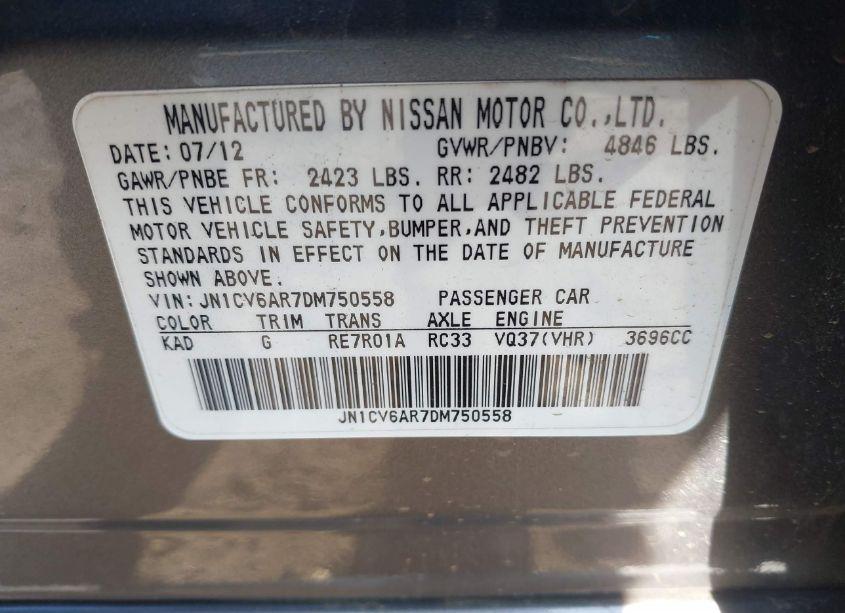 MANUFACTURED BY NISSAN MOTOR CO.,LTD.
DATE: 07/12 GVWR/PNBV: 4846 LBS.
GAWR/PNBE FR: 2423 LBS. RR: 2482 LBS.
THIS VEHICLE CONFORMS TO ALL APPLICABLE FEDERAL
MOTOR VEHICLE SAFETY,BUMPER,AND THEFT PREVENTION
STANDARDS IN EFFECT ON THE DATE OF MANUFACTURE
SHOWN ABOVE.
VIN:JN1CV6AR7DM750558 PASSENGER CAR
COLOR TRIM TRANS AXLE ENGINE
KAD G RE7R01A RC33 VQ37(VHR) 3696CC
JN1CV6AR7DM750558